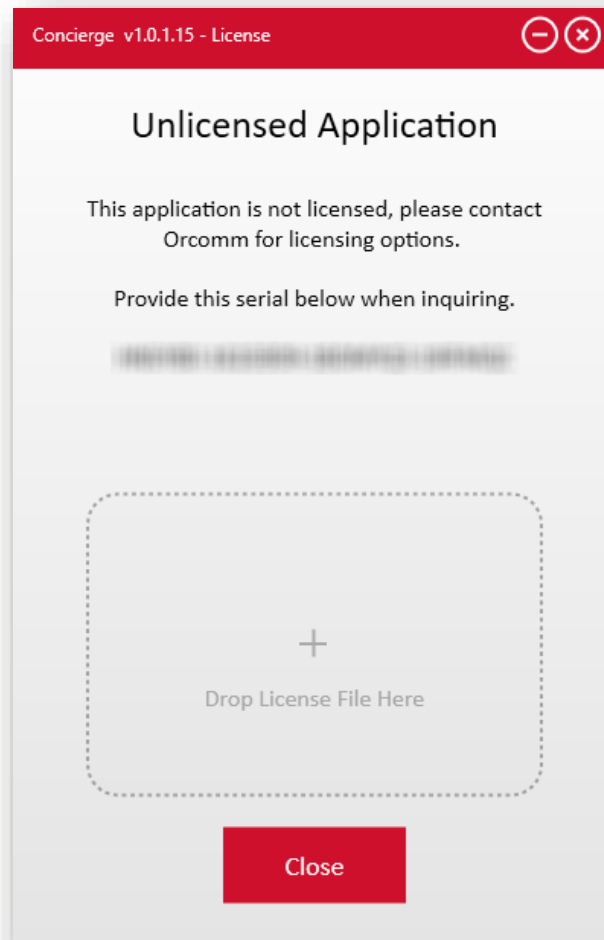 Concierge v1.0.1.15 - License
Unlicensed Application
This application is not licensed, please contact
Orcomm for licensing options.
Provide this serial below when inquiring.
Drop License File Here
Close